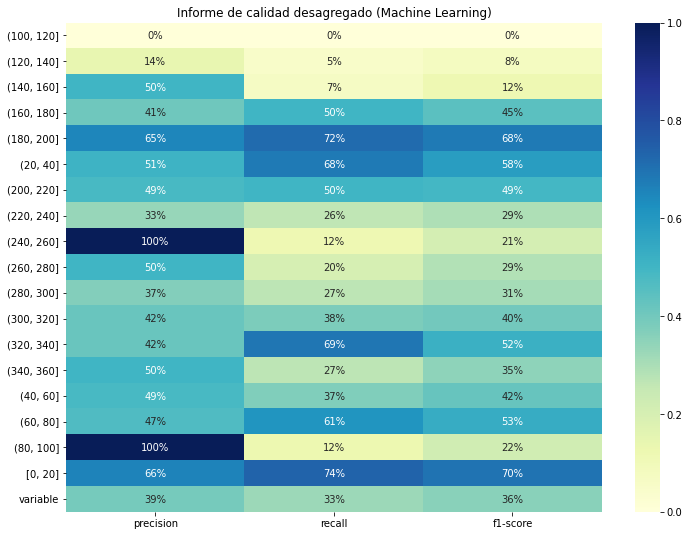 Informe de calidad desagregado (Machine Learning)
(100, 120] 0% 0% 0%
(120, 140] 14% 5% 8%
(140, 160] 50% 7% 12%
(160, 180] 41% 50% 45%
(180, 200] 65% 72% 68%
(20, 40] 51% 68% 58%
(200, 220] 49% 50% 49%
(220, 240] 33% 26% 29%
(240, 260] 100% 12% 21%
(260, 280] 50% 20% 29%
(280, 300] 37% 27% 31%
(300, 320] 42% 38% 40%
(320, 340] 42% 69% 52%
(340, 360] 50% 27% 35%
(40, 60] 49% 37% 42%
(60, 80] 47% 61% 53%
(80, 100] 100% 12% 22%
[0, 20] 66% 74% 70%
variable 39% 33% 36%
precision recall f1-score
1.0
0.8
0.6
0.4
0.2
0.0